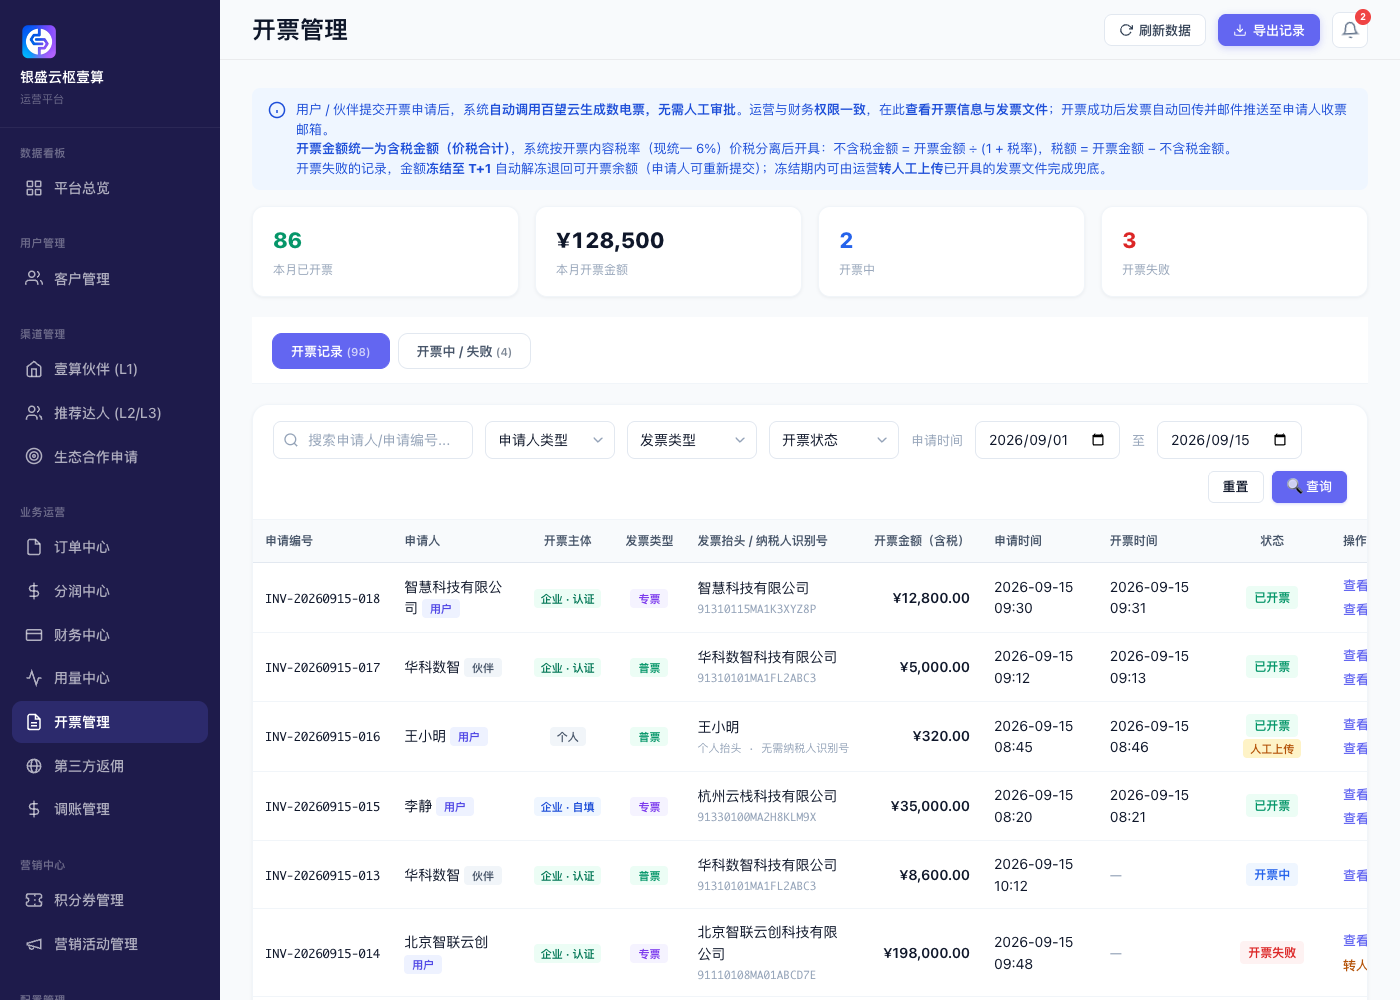 银盛云枢壹算
运营平台
数据看板
平台总览
用户管理
客户管理
渠道管理
壹算伙伴 (L1)
推荐达人 (L2/L3)
生态合作申请
业务运营
订单中心
分润中心
财务中心
用量中心
开票管理
第三方返佣
调账管理
营销中心
积分券管理
营销活动管理
配置管理
开票管理
刷新数据
导出记录
2
用户 / 伙伴提交开票申请后，系统自动调用百望云生成数电票，无需人工审批。运营与财务权限一致，在此查看开票信息与发票文件；开票成功后发票自动回传并邮件推送至申请人收票
邮箱。
开票金额统一为含税金额（价税合计），系统按开票内容税率（现统一 6%）价税分离后开具：不含税金额 = 开票金额 ÷ (1 + 税率)，税额 = 开票金额 − 不含税金额。
开票失败的记录，金额冻结至 T+1 自动解冻退回可开票余额（申请人可重新提交）；冻结期内可由运营转人工上传已开具的发票文件完成兜底。
86
本月已开票
¥128,500
本月开票金额
2
开票中
3
开票失败
开票记录 (98)
开票中 / 失败 (4)
搜索申请人/申请编号...
申请人类型
发票类型
开票状态
申请时间
2026/09/01
至
2026/09/15
重置
🔍 查询
申请编号 申请人 开票主体 发票类型 发票抬头 / 纳税人识别号 开票金额（含税） 申请时间 开票时间 状态 操作
INV-20260915-018
智慧科技有限公
司 用户
企业 · 认证
专票
智慧科技有限公司
91310115MA1K3XYZ8P
¥12,800.00
2026-09-15
09:30
2026-09-15
09:31
已开票
查看
查看
INV-20260915-017
华科数智 伙伴
企业 · 认证
普票
华科数智科技有限公司
91310101MA1FL2ABC3
¥5,000.00
2026-09-15
09:12
2026-09-15
09:13
已开票
查看
查看
INV-20260915-016
王小明 用户
个人
普票
王小明
个人抬头 · 无需纳税人识别号
¥320.00
2026-09-15
08:45
2026-09-15
08:46
已开票
人工上传
查看
查看
INV-20260915-015
李静 用户
企业 · 自填
专票
杭州云栈科技有限公司
91330100MA2H8KLM9X
¥35,000.00
2026-09-15
08:20
2026-09-15
08:21
已开票
查看
查看
INV-20260915-013
华科数智 伙伴
企业 · 认证
普票
华科数智科技有限公司
91310101MA1FL2ABC3
¥8,600.00
2026-09-15
10:12
—
开票中
查看
INV-20260915-014
北京智联云创
用户
企业 · 认证
专票
北京智联云创科技有限
公司
91110108MA01ABCD7E
¥198,000.00
2026-09-15
09:48
—
开票失败
查看
转人